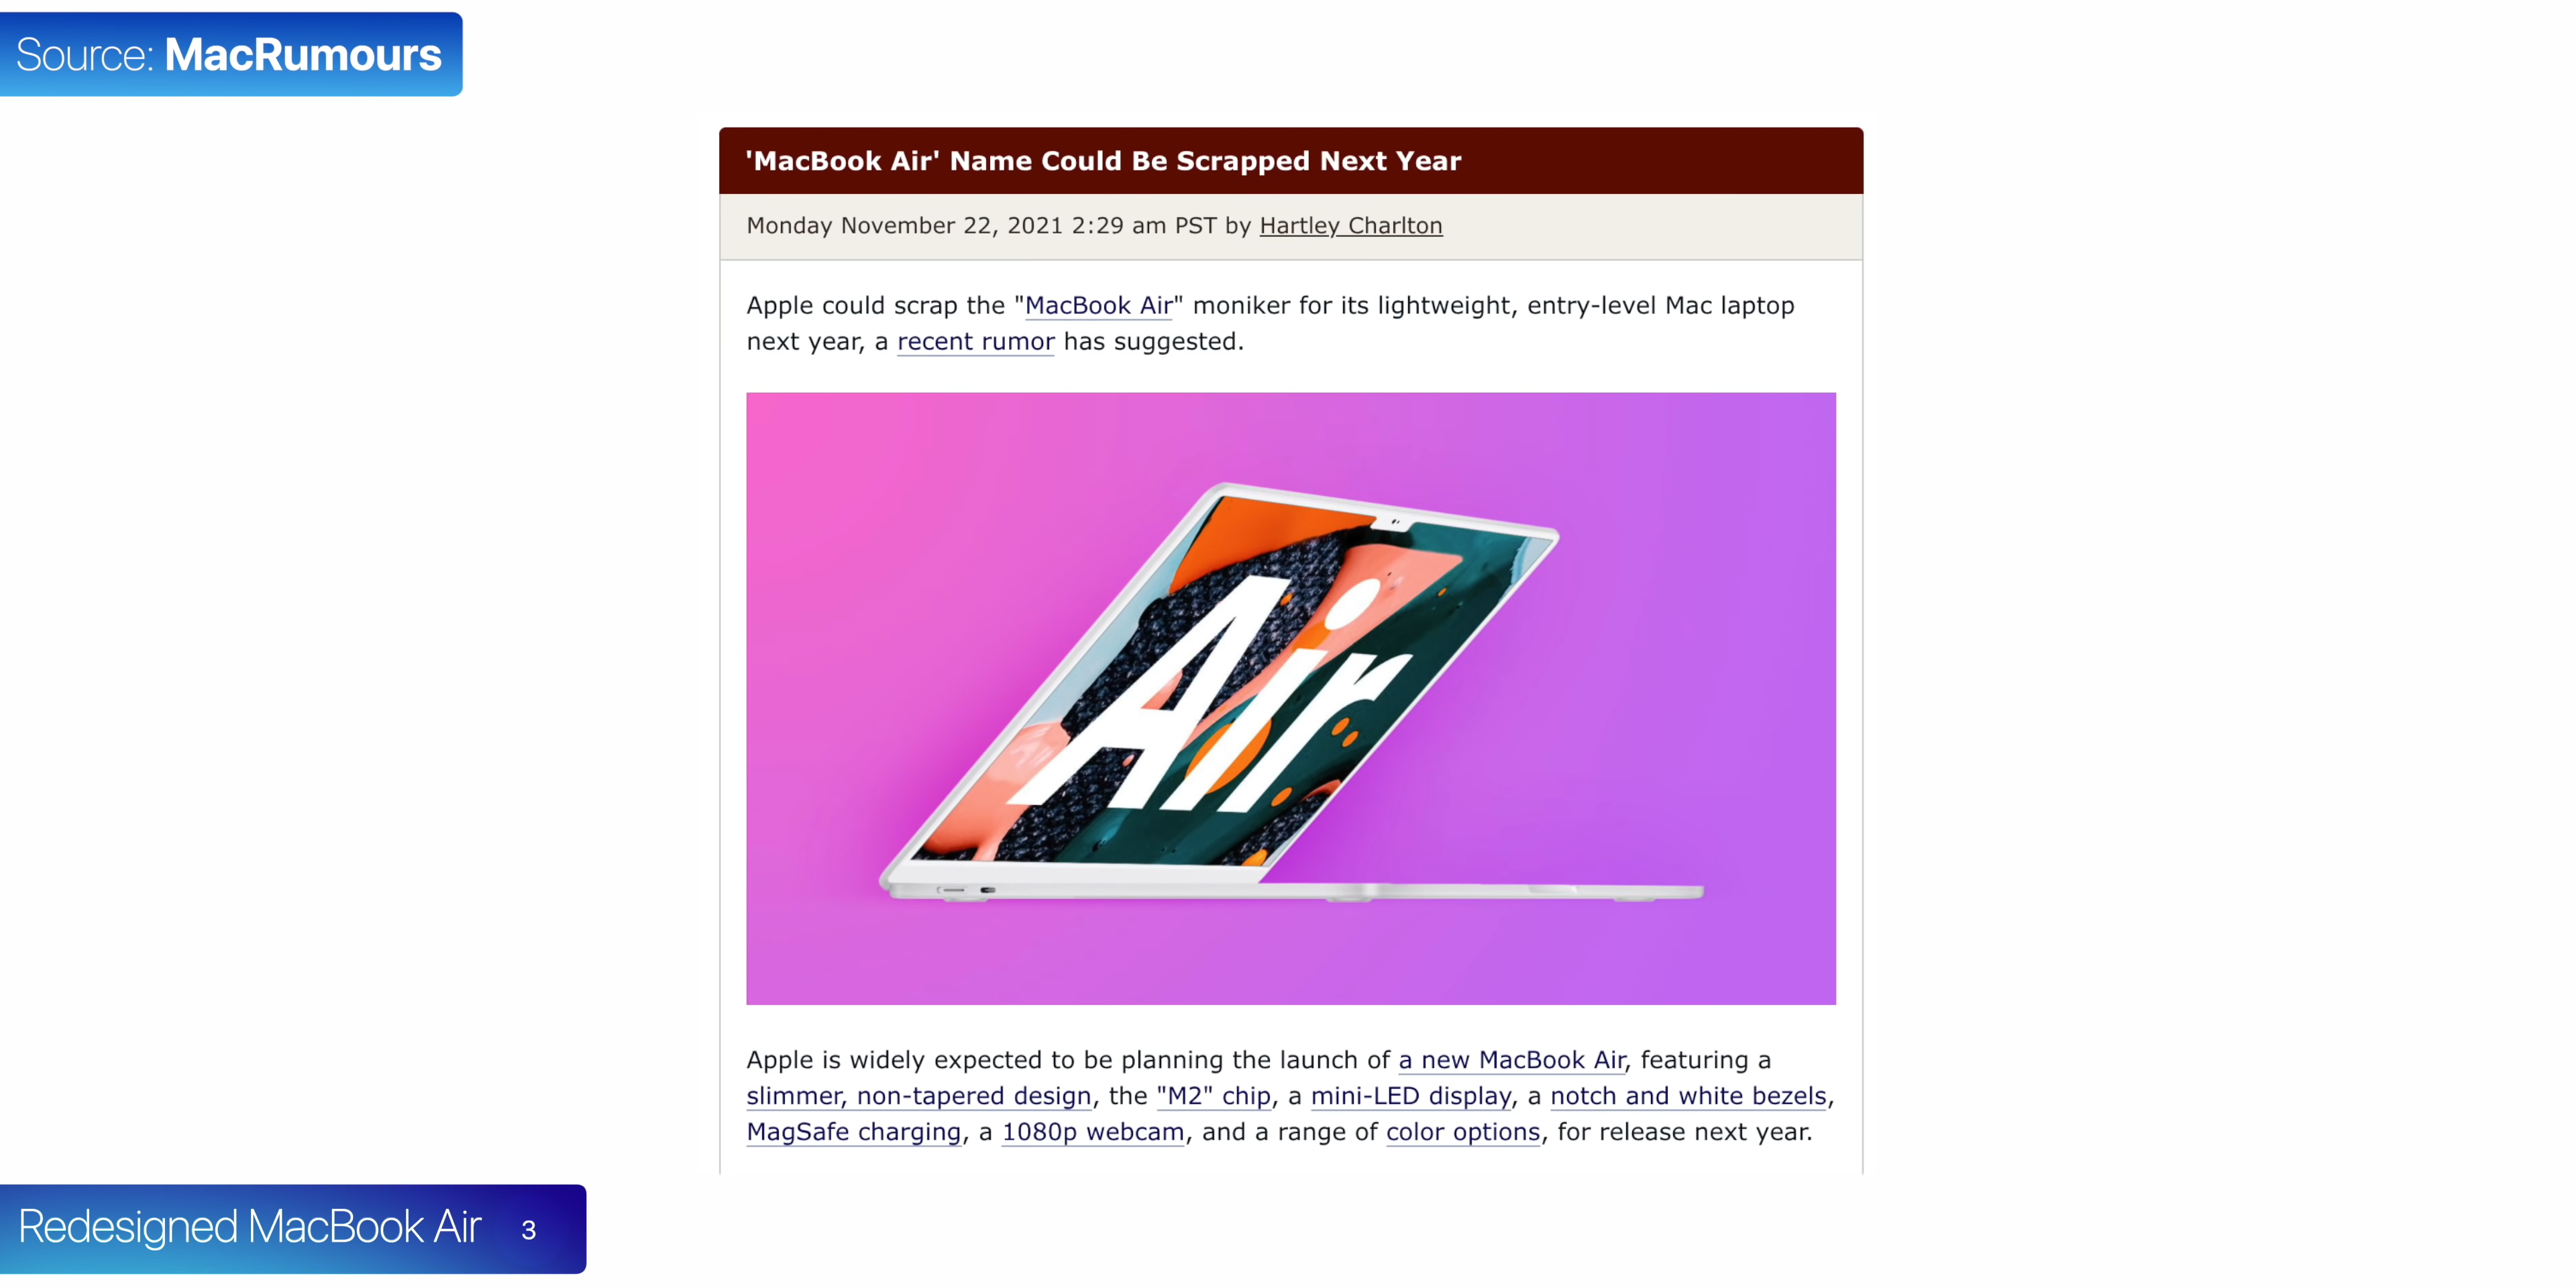 Source: MacRumours
'MacBook Air' Name Could Be Scrapped Next Year
Monday November 22, 2021 2:29 am PST by Hartley Charlton
Apple could scrap the "MacBook Air" moniker for its lightweight, entry-level Mac laptop
next year, a recent rumor has suggested.
Air
Apple is widely expected to be planning the launch of a new MacBook Air, featuring a
slimmer, non-tapered design, the "M2" chip, a mini-LED display, a notch and white bezels,
MagSafe charging, a 1080p webcam, and a range of color options, for release next year.
Redesigned MacBook Air 3